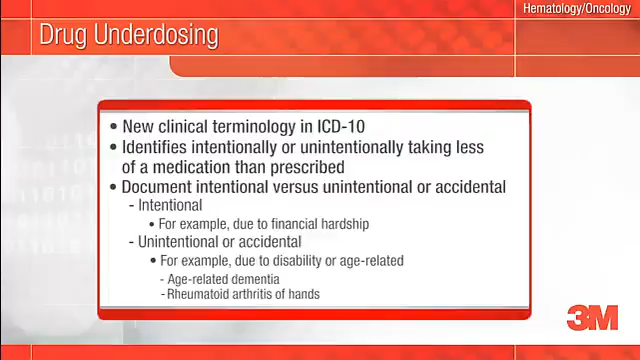 Hematology/Oncology
Drug Underdosing
• New clinical terminology in ICD-10
• Identifies intentionally or unintentionally taking less
of a medication than prescribed
• Document intentional versus unintentional or accidental
- Intentional
• For example, due to financial hardship
- Unintentional or accidental
• For example, due to disability or age-related
- Age-related dementia
- Rheumatoid arthritis of hands
3M